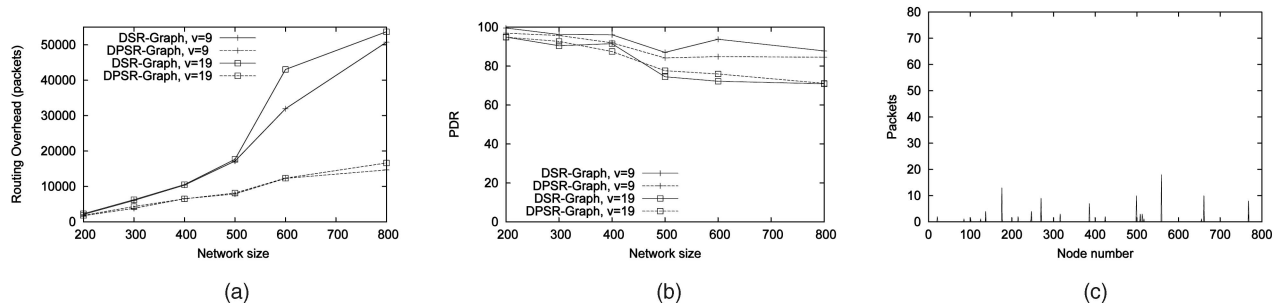 Routing Overhead (packets)
50000
40000
30000
20000
10000
0
DSR-Graph, v=9
DPSR-Graph, v=9
DSR-Graph, v=19
DPSR-Graph, v=19
200 300 400 500 600 700 800
Network size
(a)
PDR
100
80
60
40
20
0
DSR-Graph, v=9
DPSR-Graph, v=9
DSR-Graph, v=19
DPSR-Graph, v=19
200 300 400 500 600 700 800
Network size
(b)
Packets
80
70
60
50
40
30
20
10
0
0 100 200 300 400 500 600 700 800
Node number
(c)